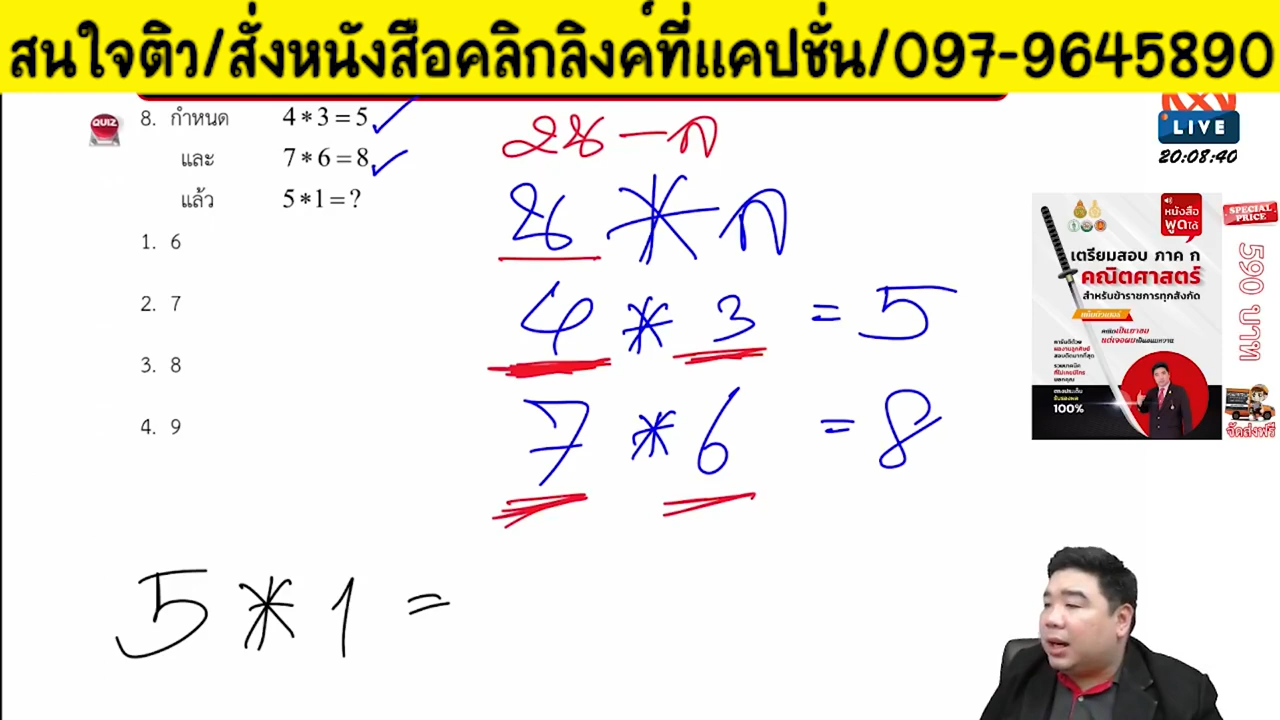 สนใจติว/สั่งหนังสือคลิกลิงค์ที่แคปชั่น/097-9645890
LIVE
20:08:40
QUIZ
8. กำหนด 4*3=5
และ 7*6=8
แล้ว 5*1=?
1. 6
2. 7
3. 8
4. 9
2ข-ก
ข * ก
4 * 3 = 5
7 * 6 = 8
5 * 1 =
หนังสือ
พูดได้
เตรียมสอบ ภาค ก
คณิตศาสตร์
สำหรับข้าราชการทุกสังกัด
100%
SPECIAL PRICE
590 บาท
จัดส่งฟรี